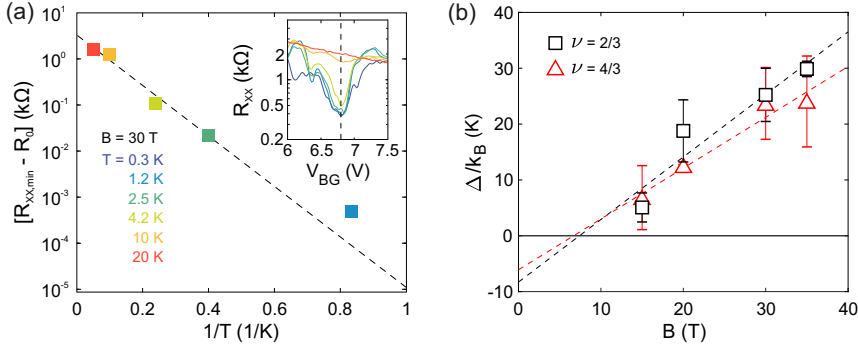 (a)
[R_XX,min - R_0] (kΩ)
10^1
10^0
10^-1
10^-2
10^-3
10^-4
10^-5
B = 30 T
T = 0.3 K
1.2 K
2.5 K
4.2 K
10 K
20 K
0 0.2 0.4 0.6 0.8 1
1/T (1/K)
R_XX (kΩ)
2
1
0.5
0.2
6 6.5 7 7.5
V_BG (V)
(b)
Δ/k_B (K)
40
30
20
10
0
-10
ν = 2/3
ν = 4/3
0 10 20 30 40
B (T)